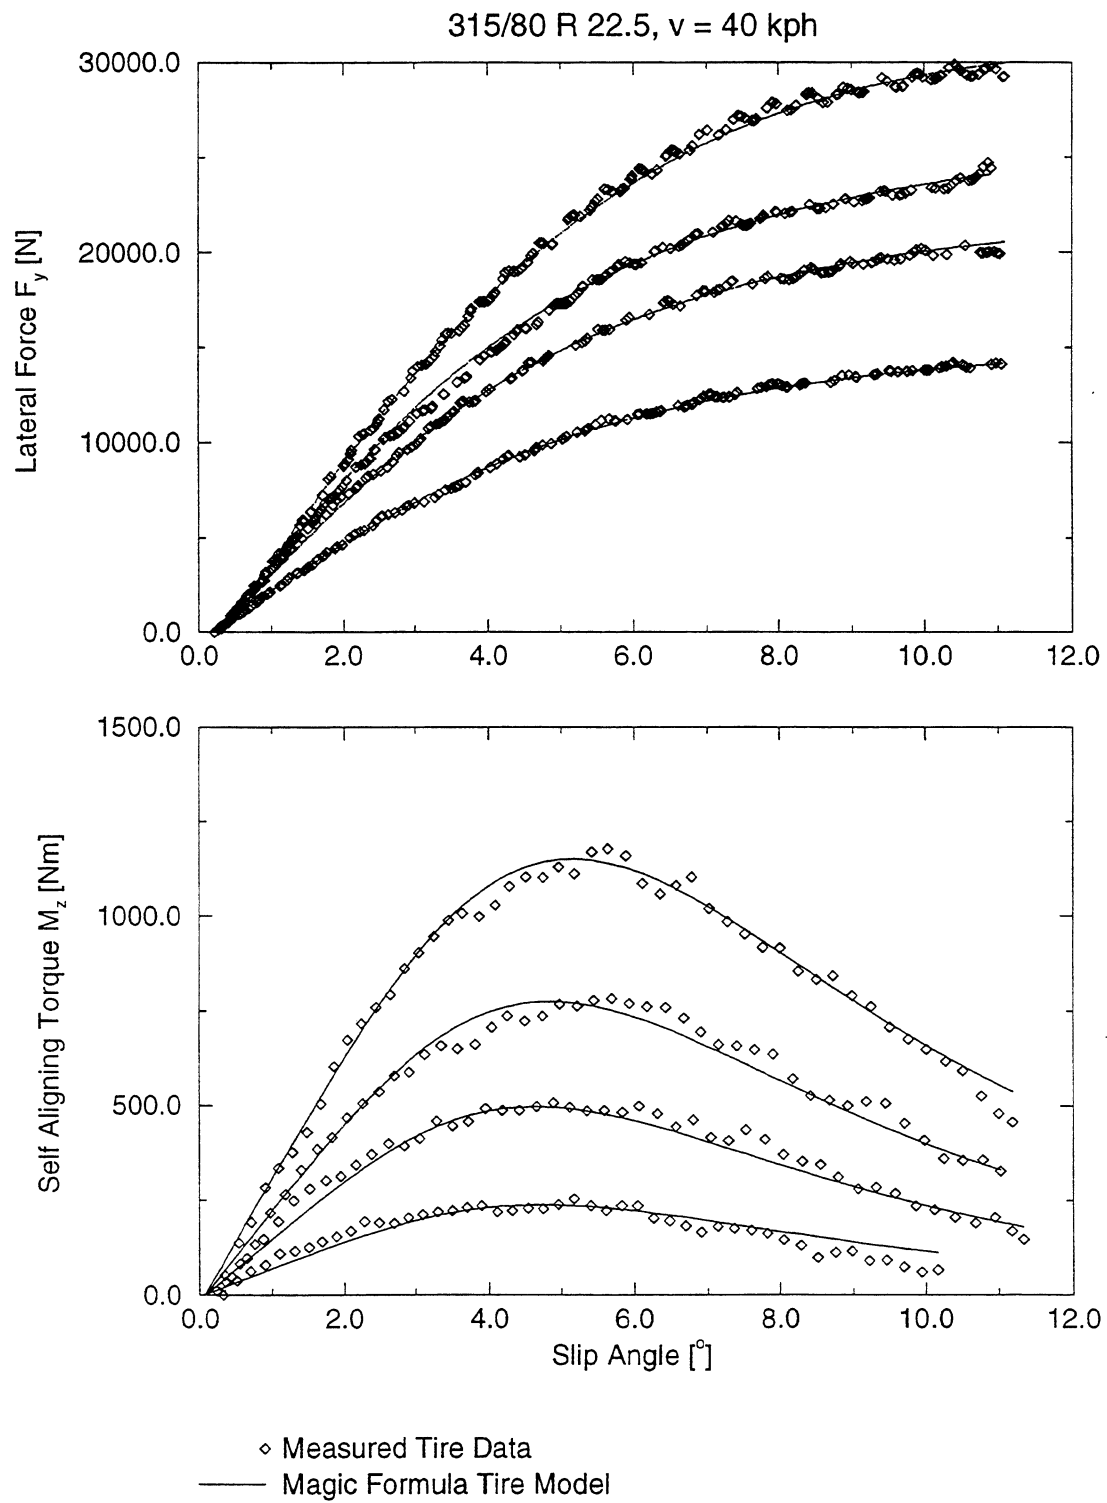 315/80 R 22.5, v = 40 kph
30000.0
20000.0
10000.0
0.0
Lateral Force F_y [N]
0.0 2.0 4.0 6.0 8.0 10.0 12.0
1500.0
1000.0
500.0
0.0
Self Aligning Torque M_z [Nm]
0.0 2.0 4.0 6.0 8.0 10.0 12.0
Slip Angle [°]
Measured Tire Data
Magic Formula Tire Model